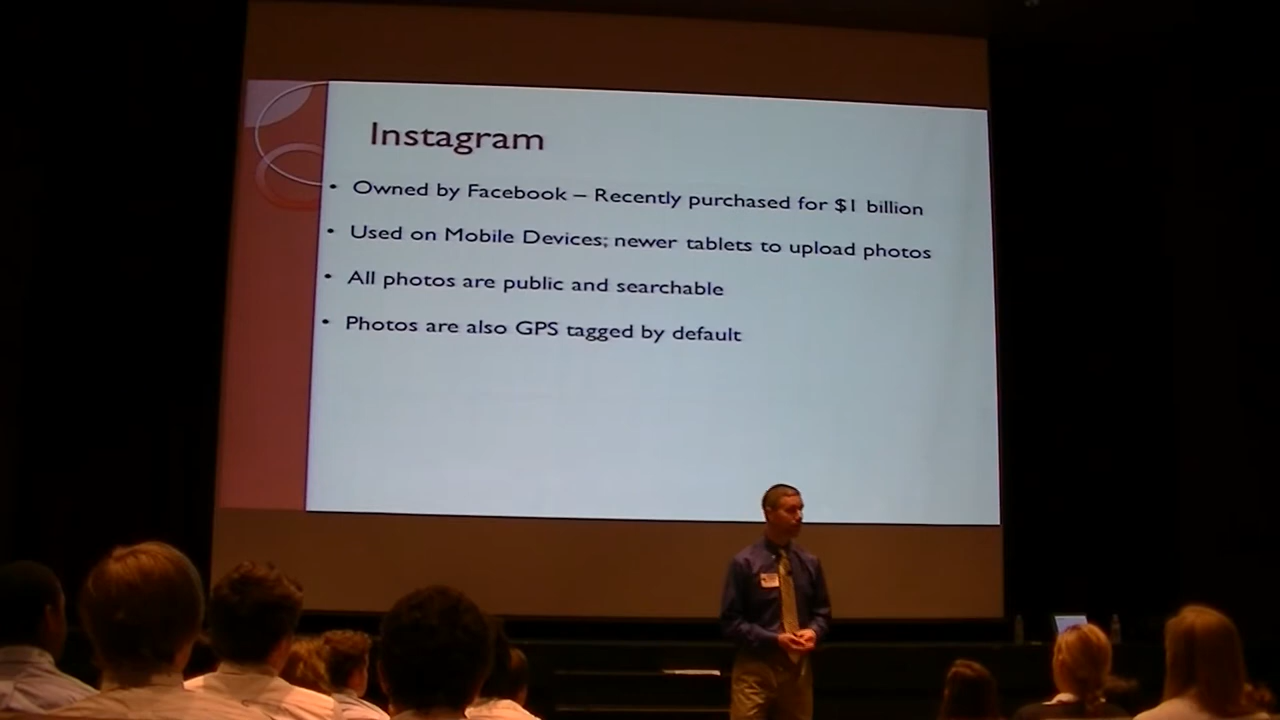 Instagram
• Owned by Facebook – Recently purchased for $1 billion
• Used on Mobile Devices; newer tablets to upload photos
• All photos are public and searchable
• Photos are also GPS tagged by default